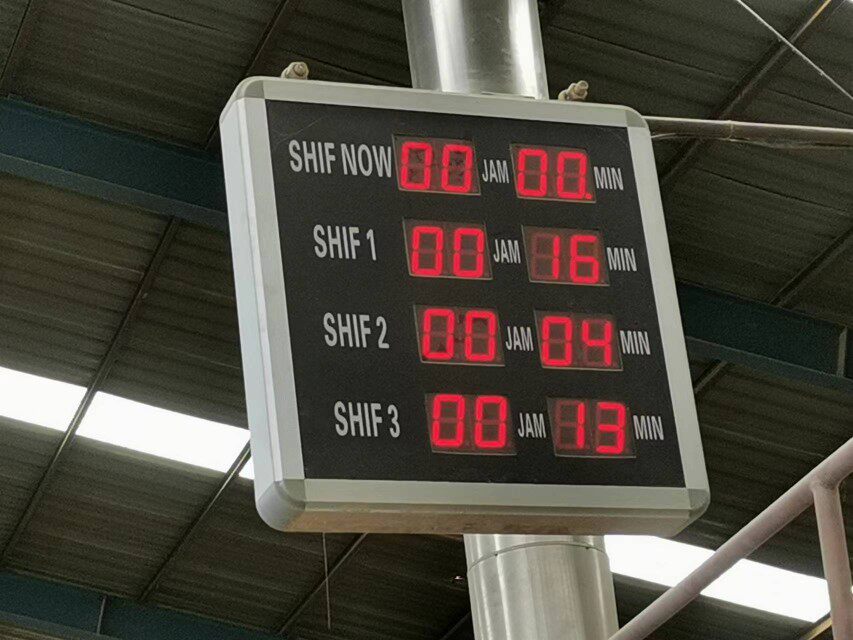 SHIF NOW 00 JAM 00. MIN
SHIF 1 00 JAM 16 MIN
SHIF 2 00 JAM 04 MIN
SHIF 3 00 JAM 13 MIN